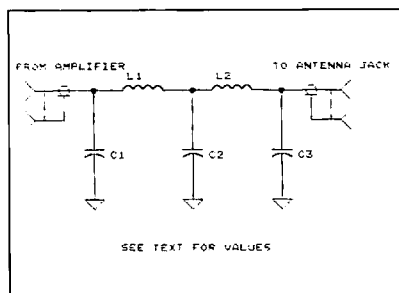 FROM AMPLIFIER
TO ANTENNA JACK
L1
L2
C1
C2
C3
SEE TEXT FOR VALUES